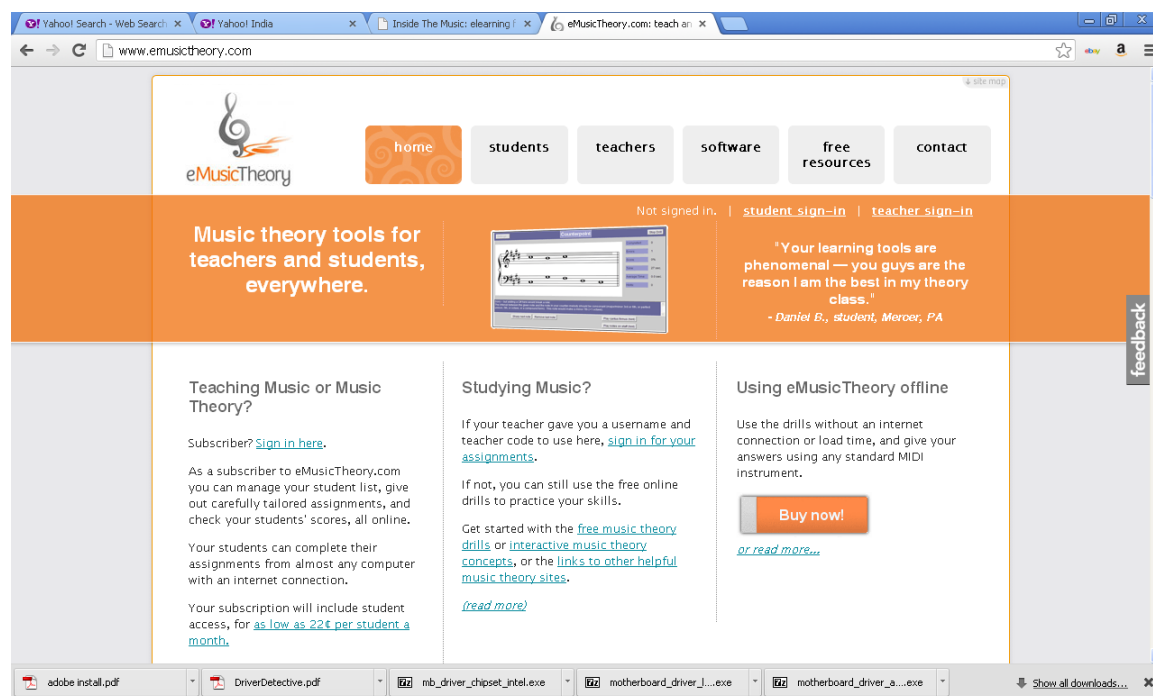 Yahoo! Search - Web Search
Yahoo! India
Inside The Music: elearning f
eMusicTheory.com: teach an
www.emusictheory.com
ebay
a
site map
eMusicTheory
home
students
teachers
software
free
resources
contact
Not signed in. | student sign-in | teacher sign-in
Music theory tools for
teachers and students,
everywhere.
Counterpoint
"Your learning tools are
phenomenal — you guys are the
reason I am the best in my theory
class."
- Daniel B., student, Mercer, PA
feedback
Teaching Music or Music
Theory?
Subscriber? Sign in here.
As a subscriber to eMusicTheory.com
you can manage your student list, give
out carefully tailored assignments, and
check your students' scores, all online.
Your students can complete their
assignments from almost any computer
with an internet connection.
Your subscription will include student
access, for as low as 22¢ per student a
month.
Studying Music?
If your teacher gave you a username and
teacher code to use here, sign in for your
assignments.
If not, you can still use the free online
drills to practice your skills.
Get started with the free music theory
drills or interactive music theory
concepts, or the links to other helpful
music theory sites.
(read more)
Using eMusicTheory offline
Use the drills without an internet
connection or load time, and give your
answers using any standard MIDI
instrument.
Buy now!
or read more...
adobe install.pdf
DriverDetective.pdf
mb_driver_chipset_intel.exe
motherboard_driver_l....exe
motherboard_driver_a....exe
Show all downloads...